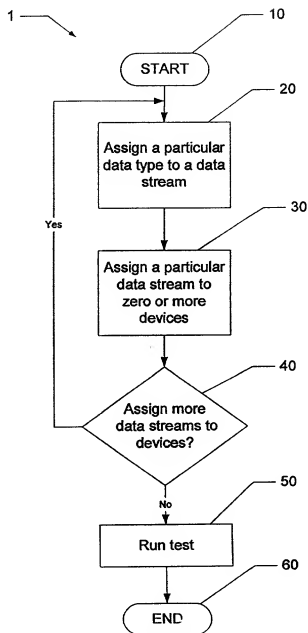 1
10
START
20
Assign a particular
data type to a data
stream
Yes
30
Assign a particular
data stream to
zero or more
devices
40
Assign more
data streams to
devices?
No
50
Run test
60
END